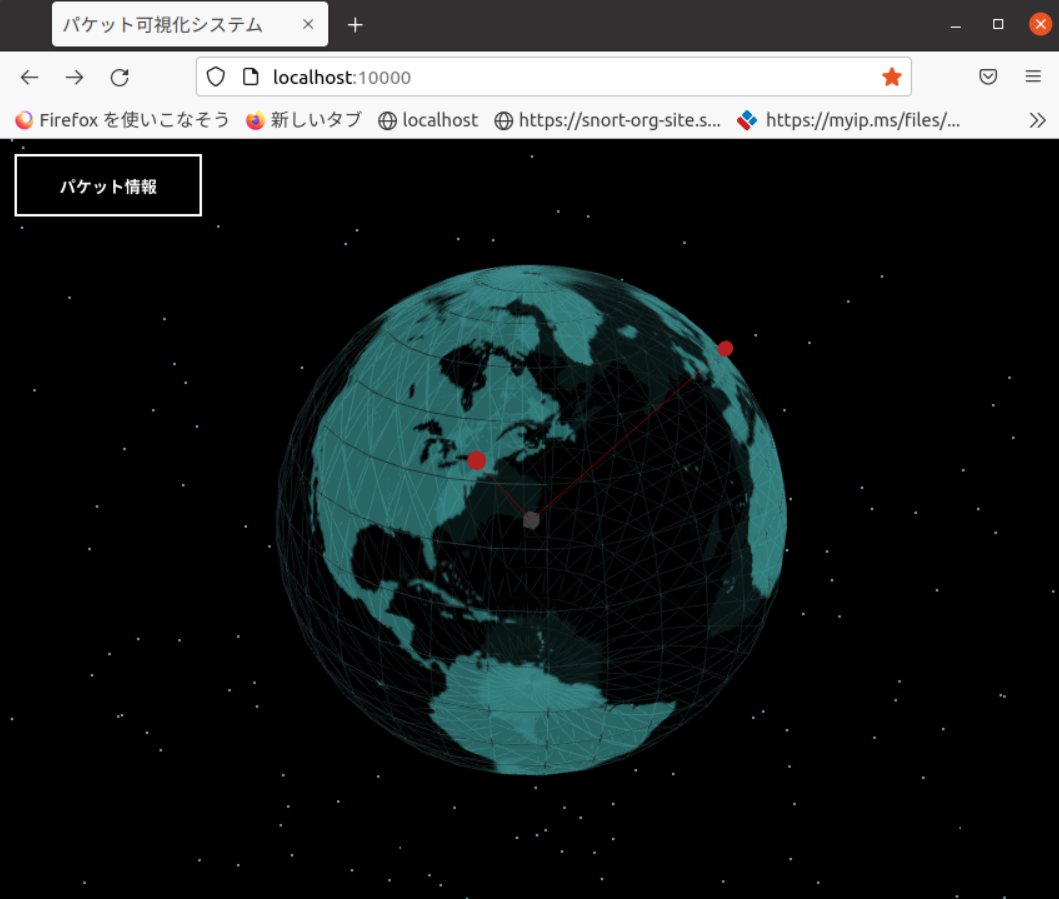 パケット可視化システム
localhost:10000
Firefox を使いこなそう 新しいタブ localhost https://snort-org-site.s... https://myip.ms/files/...
パケット情報